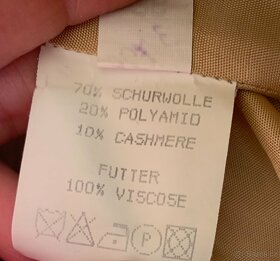 70% SCHURWOLLE
20% POLYAMID
10% CASHMERE
FUTTER
100% VISCOSE
P